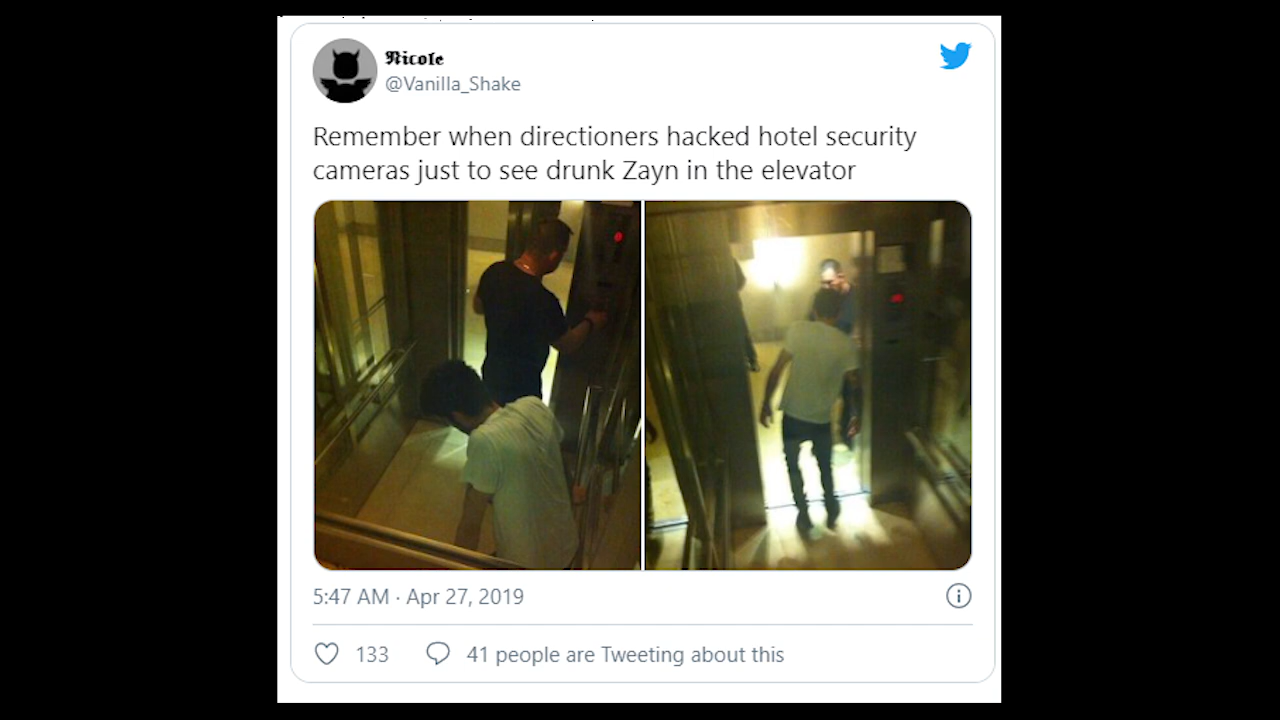 Nicole
@Vanilla_Shake
Remember when directioners hacked hotel security
cameras just to see drunk Zayn in the elevator
5:47 AM · Apr 27, 2019
133
41 people are Tweeting about this